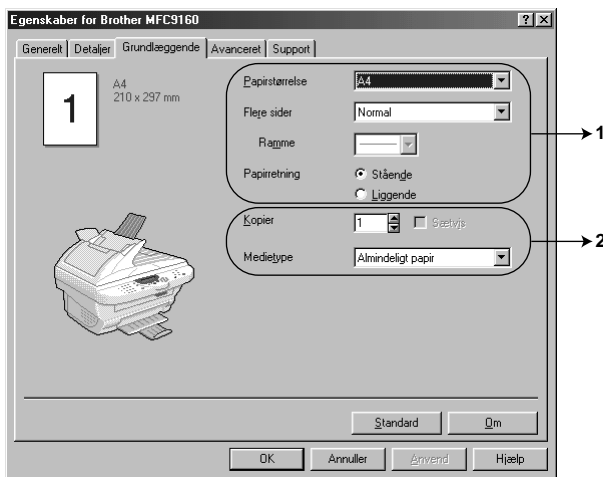 Egenskaber for Brother MFC9160
Generelt Detaljer Grundlæggende Avanceret Support
1
A4
210 x 297 mm
Papirstørrelse A4
Flere sider Normal
Ramme
Papirretning Stående
Liggende
1
Kopier 1 Sætvis
Medietype Almindeligt papir
2
Standard Om
OK Annuller Anvend Hjælp